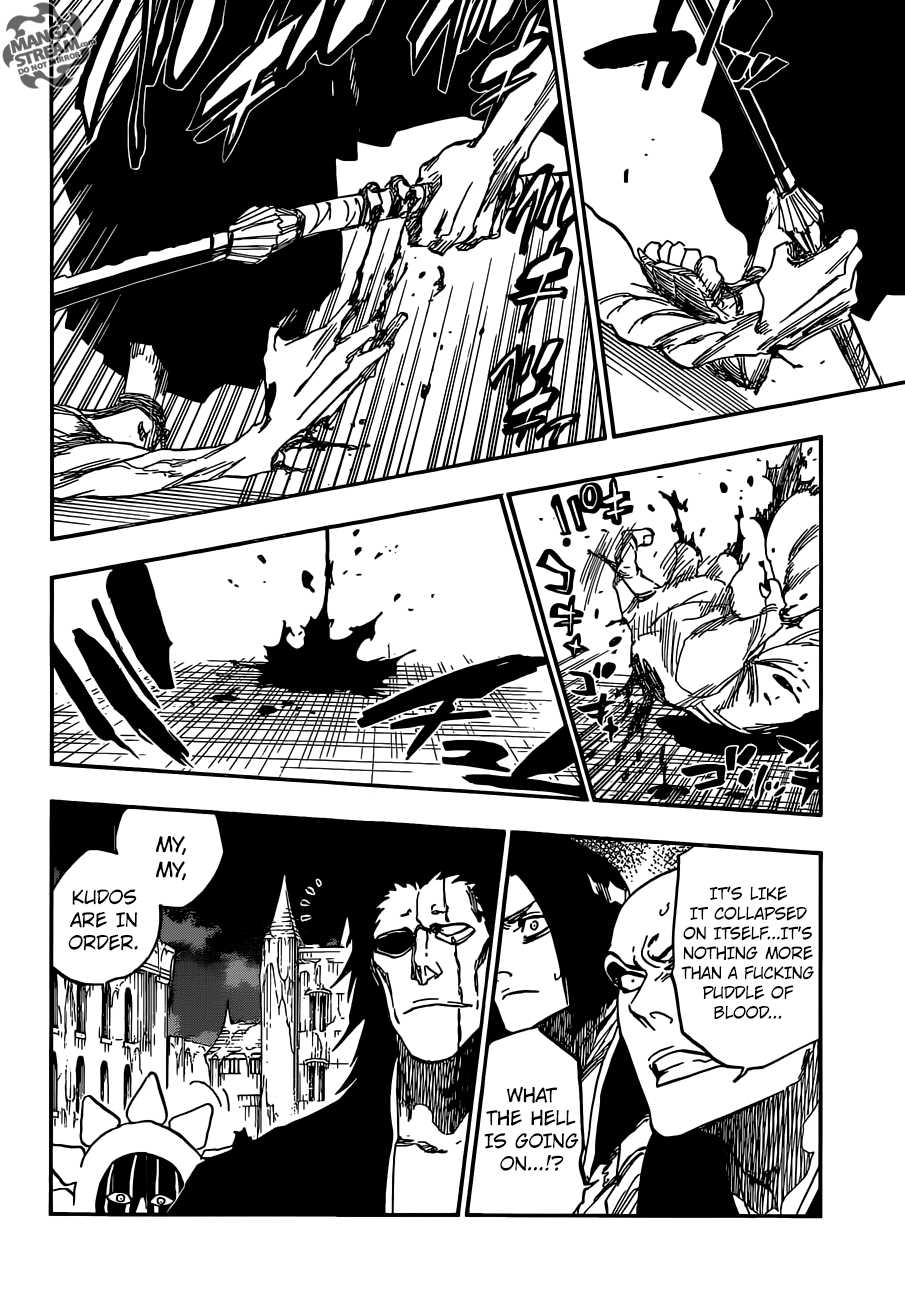 MANGA
STREAM.com
DO NOT MIRROR
IT'S LIKE
IT COLLAPSED
ON ITSELF...IT'S
NOTHING MORE
THAN A FUCKING
PUDDLE OF
BLOOD...
WHAT
THE HELL
IS GOING
ON...!?
MY,
MY,
KUDOS
ARE IN
ORDER.